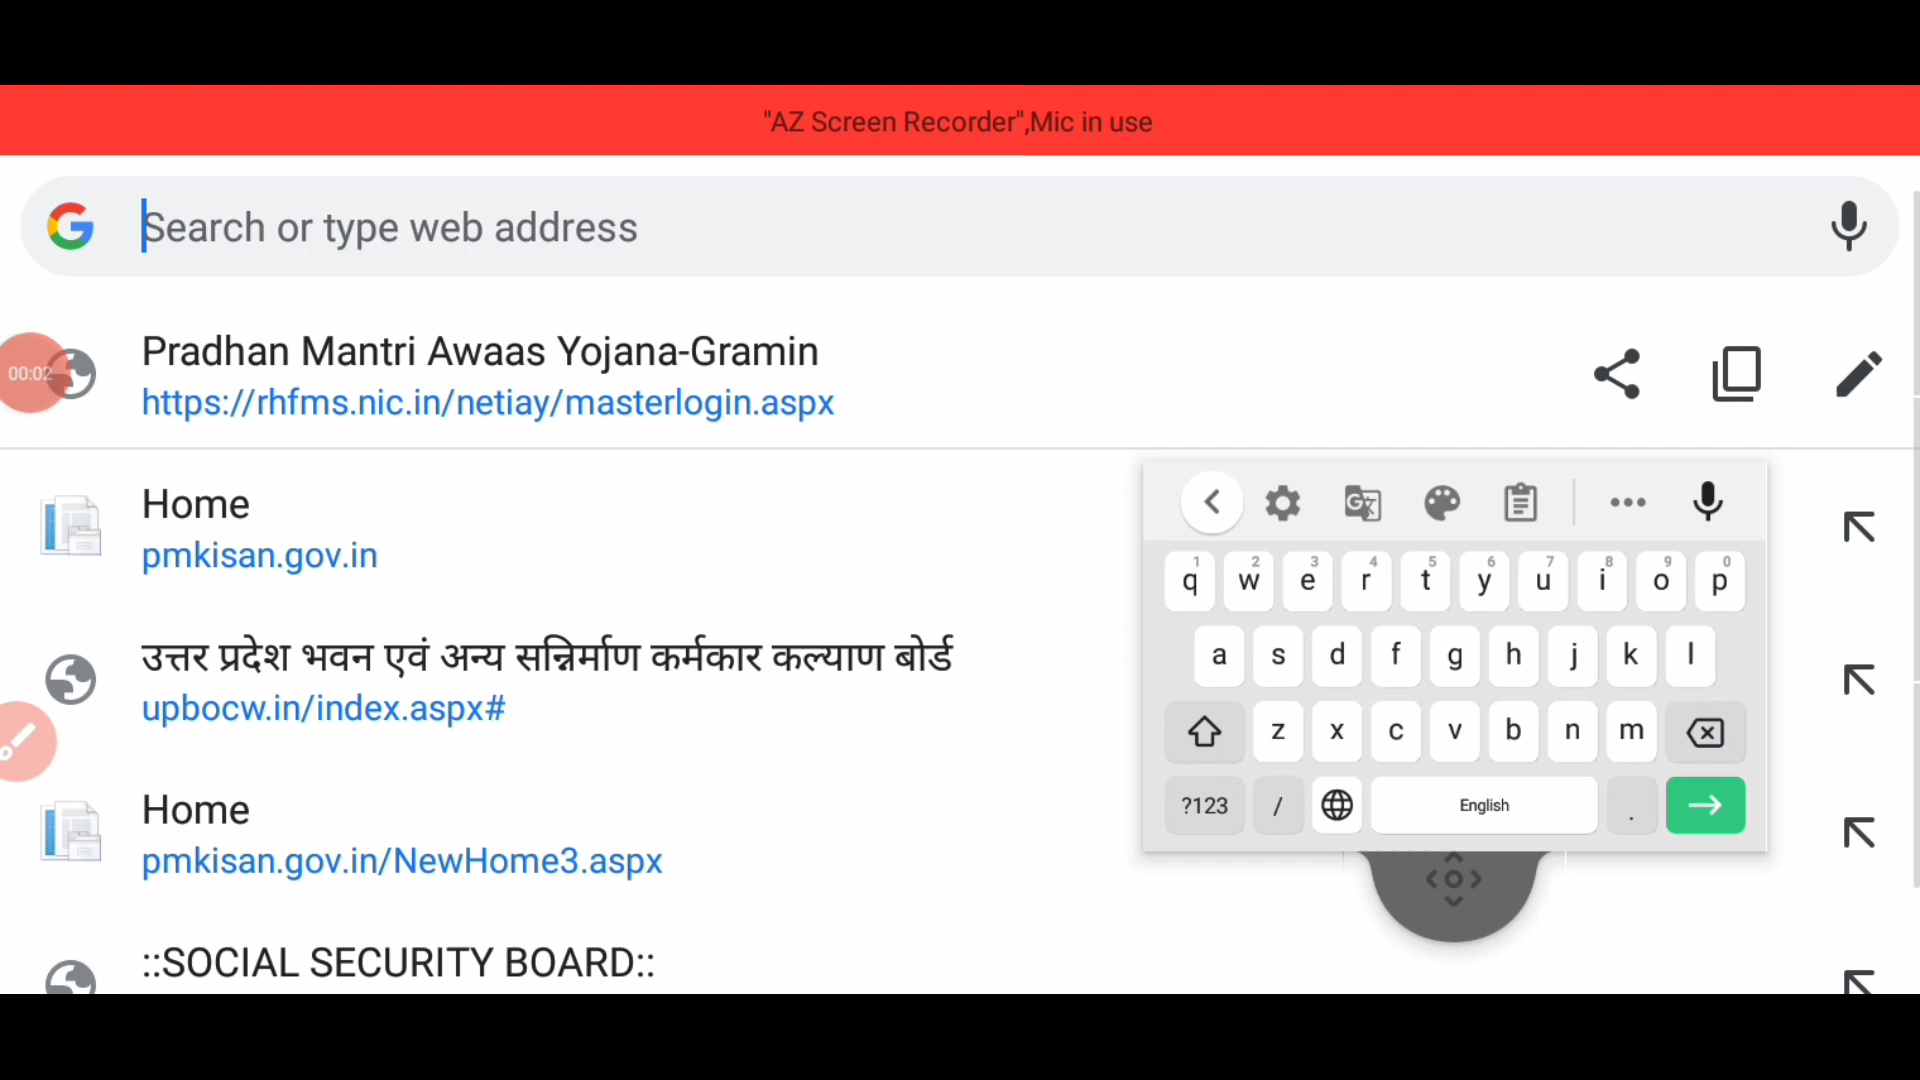 "AZ Screen Recorder",Mic in use
Search or type web address
Pradhan Mantri Awaas Yojana-Gramin
https://rhfms.nic.in/netiay/masterlogin.aspx
00:02
Home
pmkisan.gov.in
उत्तर प्रदेश भवन एवं अन्य सन्निर्माण कर्मकार कल्याण बोर्ड
upbocw.in/index.aspx#
Home
pmkisan.gov.in/NewHome3.aspx
::SOCIAL SECURITY BOARD::
1 2 3 4 5 6 7 8 9 0
q w e r t y u i o p
a s d f g h j k l
z x c v b n m
?123 / English .